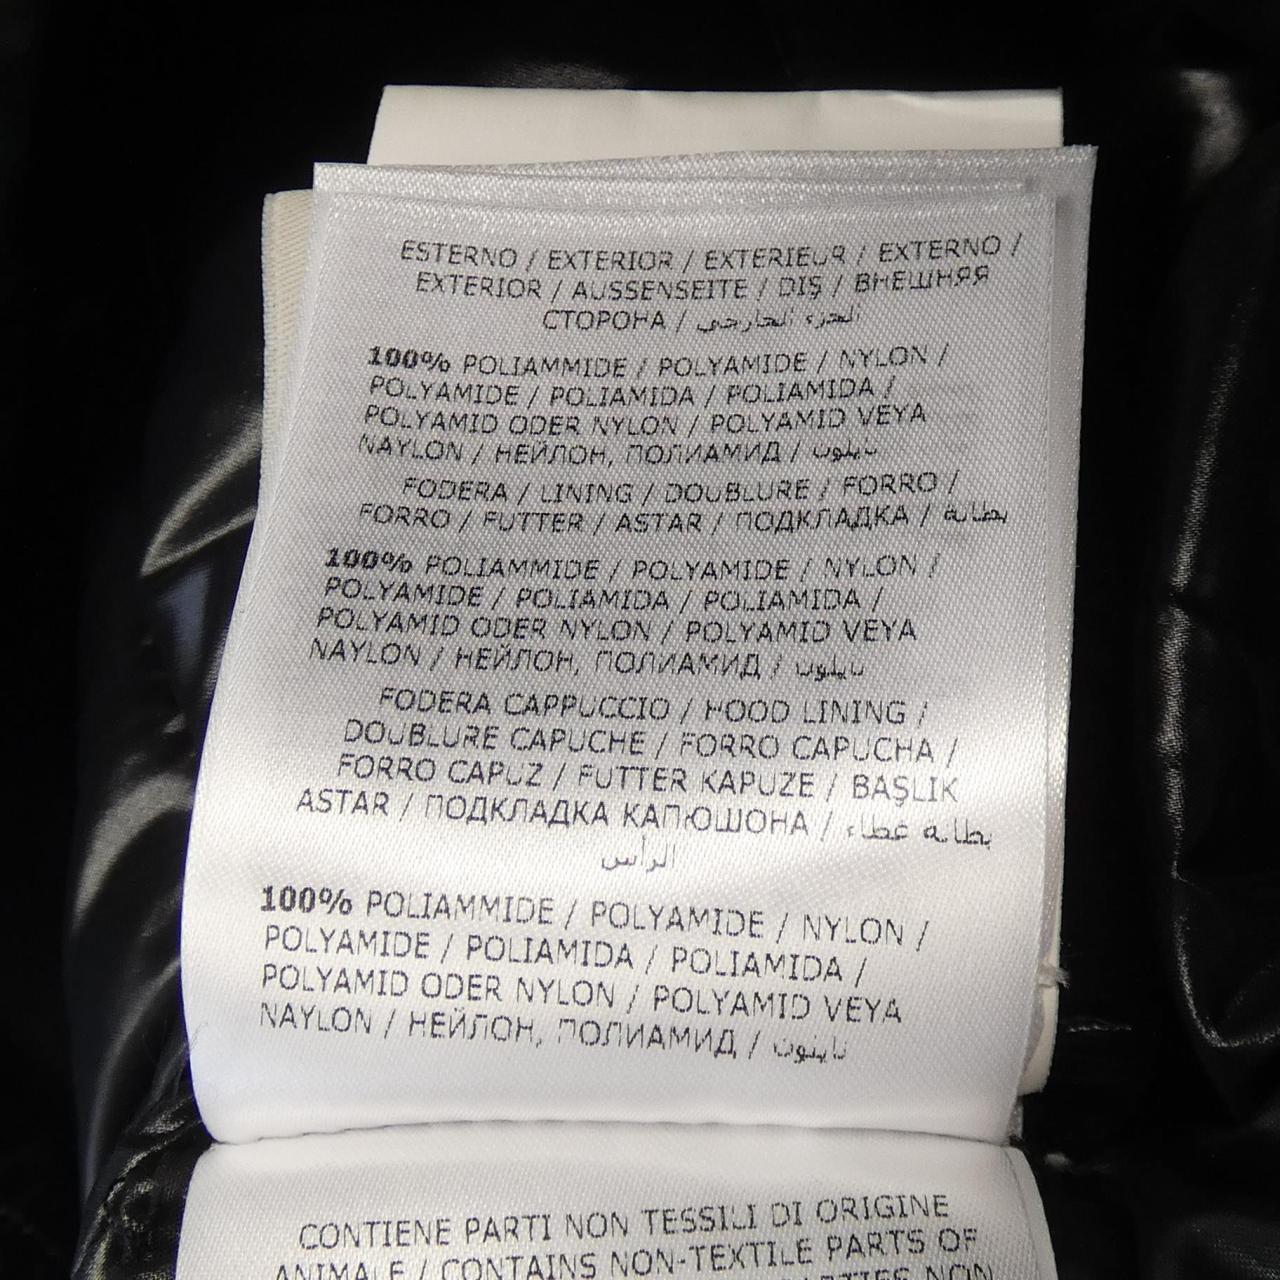 ESTERNO / EXTERIOR / EXTERIEUR / EXTERNO /
EXTERIOR / AUSSENSEITE / DIŞ / ВНЕШНЯЯ
СТОРОНА / الجزء الخارجي
100% POLIAMMIDE / POLYAMIDE / NYLON /
POLYAMIDE / POLIAMIDA / POLIAMIDA /
POLYAMID ODER NYLON / POLYAMID VEYA
NAYLON / НЕЙЛОН, ПОЛИАМИД / نايلون
FODERA / LINING / DOUBLURE / FORRO /
FORRO / FUTTER / ASTAR / ПОДКЛАДКА / بطانة
100% POLIAMMIDE / POLYAMIDE / NYLON /
POLYAMIDE / POLIAMIDA / POLIAMIDA /
POLYAMID ODER NYLON / POLYAMID VEYA
NAYLON / НЕЙЛОН, ПОЛИАМИД / نايلون
FODERA CAPPUCCIO / HOOD LINING /
DOUBLURE CAPUCHE / FORRO CAPUCHA /
FORRO CAPUZ / FUTTER KAPUZE / BAŞLIK
ASTAR / ПОДКЛАДКА КАПЮШОНА / بطانة غطاء
الرأس
100% POLIAMMIDE / POLYAMIDE / NYLON /
POLYAMIDE / POLIAMIDA / POLIAMIDA /
POLYAMID ODER NYLON / POLYAMID VEYA
NAYLON / НЕЙЛОН, ПОЛИАМИД / نايلون
CONTIENE PARTI NON TESSILI DI ORIGINE
ANIMALE / CONTAINS NON-TEXTILE PARTS OF